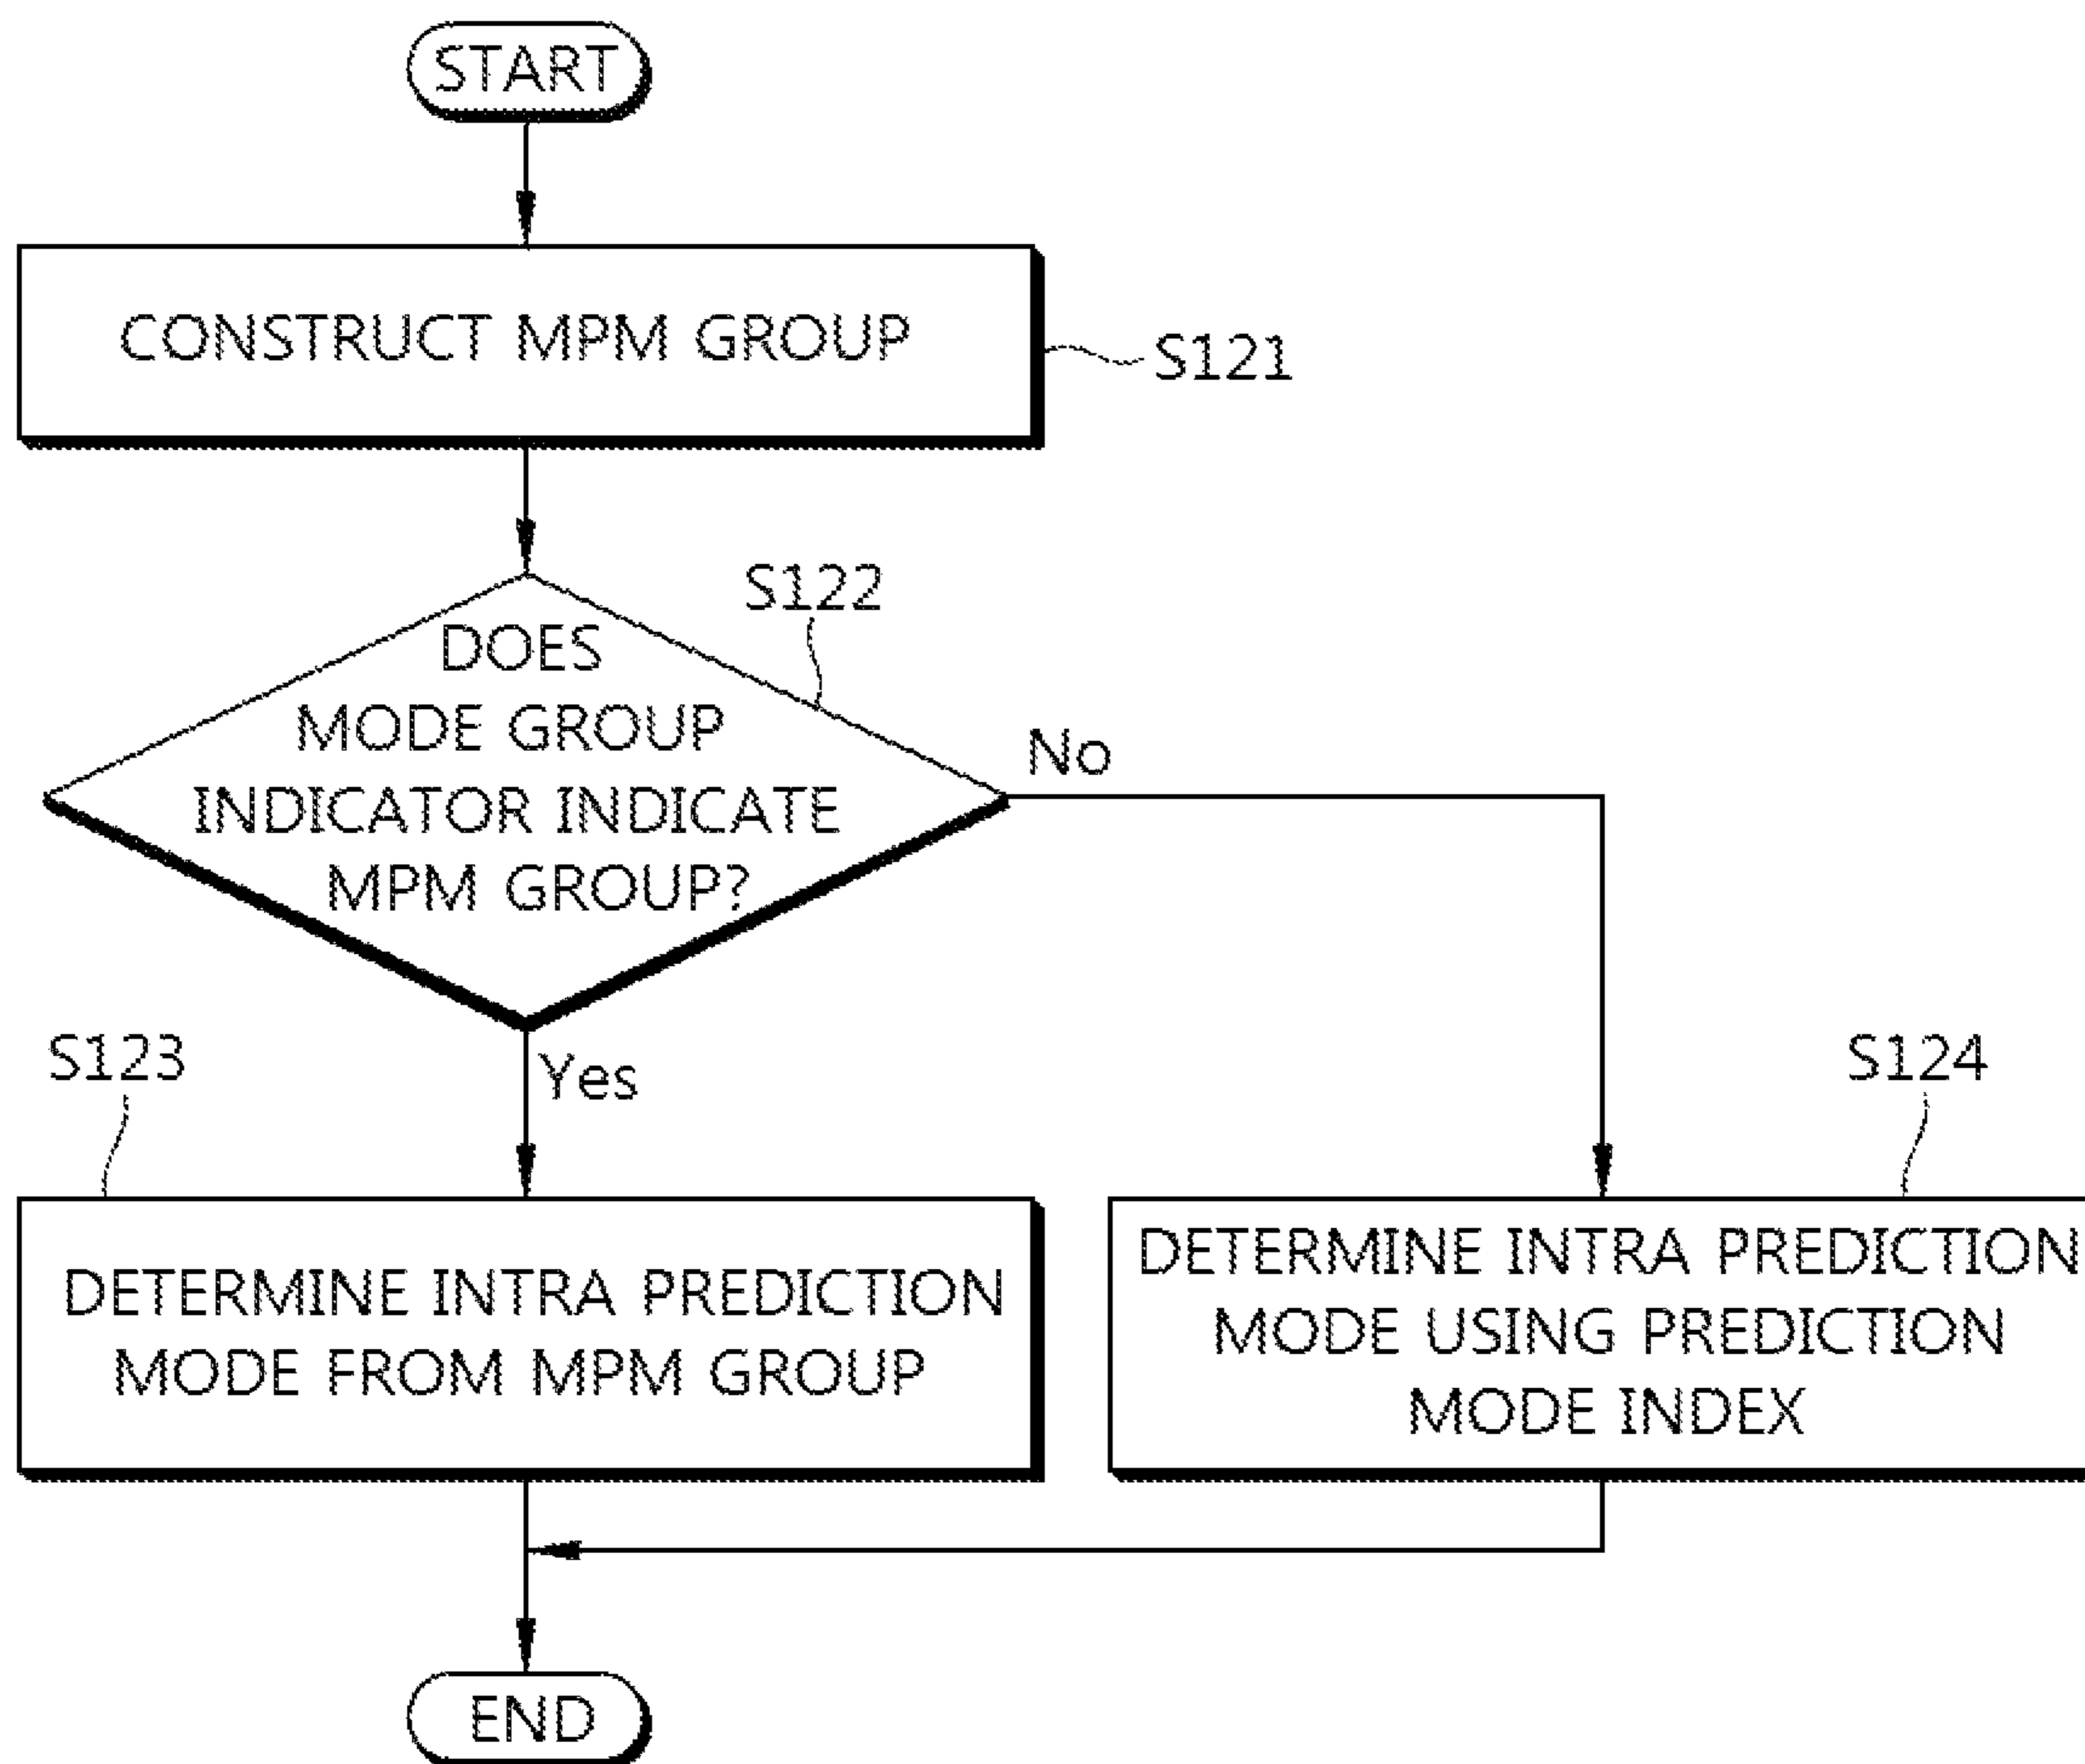 START
CONSTRUCT MPM GROUP
S121
S122
DOES
MODE GROUP
INDICATOR INDICATE
MPM GROUP?
No
Yes
S123
DETERMINE INTRA PREDICTION
MODE FROM MPM GROUP
S124
DETERMINE INTRA PREDICTION
MODE USING PREDICTION
MODE INDEX
END